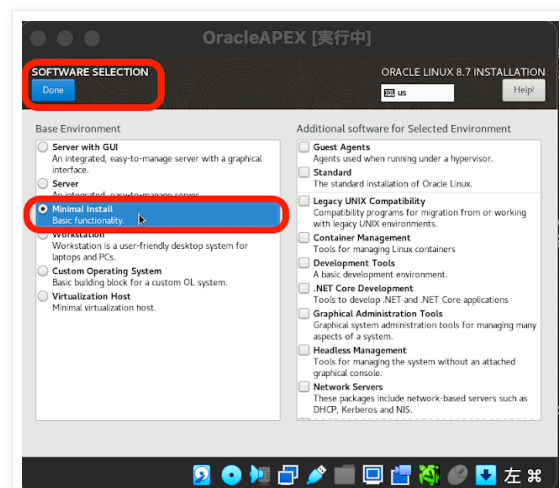 OracleAPEX [実行中]
SOFTWARE SELECTION
Done
ORACLE LINUX 8.7 INSTALLATION
us
Help!
Base Environment
Server with GUI
An integrated, easy-to-manage server with a graphical
interface.
Server
An integrated, easy-to-manage server.
Minimal Install
Basic functionality.
Workstation
Workstation is a user-friendly desktop system for
laptops and PCs.
Custom Operating System
Basic building block for a custom OL system.
Virtualization Host
Minimal virtualization host.
Additional software for Selected Environment
Guest Agents
Agents used when running under a hypervisor.
Standard
The standard installation of Oracle Linux.
Legacy UNIX Compatibility
Compatibility programs for migration from or working
with legacy UNIX environments.
Container Management
Tools for managing Linux containers
Development Tools
A basic development environment.
.NET Core Development
Tools to develop .NET and .NET Core applications
Graphical Administration Tools
Graphical system administration tools for managing many
aspects of a system.
Headless Management
Tools for managing the system without an attached
graphical console.
Network Servers
These packages include network-based servers such as
DHCP, Kerberos and NIS.
左 ⌘